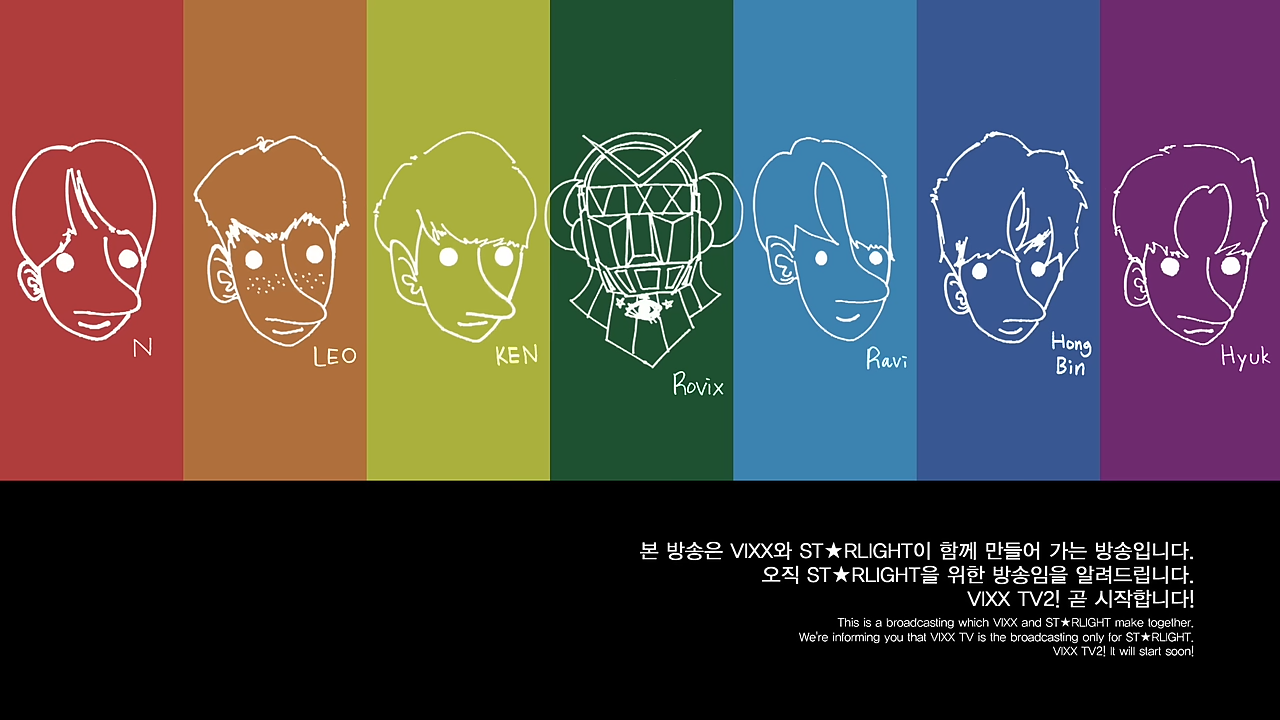 N
LEO
KEN
VIXX
Rovix
Ravi
Hong
Bin
Hyuk
본 방송은 VIXX와 ST★RLIGHT이 함께 만들어 가는 방송입니다.
오직 ST★RLIGHT을 위한 방송임을 알려드립니다.
VIXX TV2! 곧 시작합니다!
This is a broadcasting which VIXX and ST★RLIGHT make together.
We're informing you that VIXX TV is the broadcasting only for ST★RLIGHT.
VIXX TV2! It will start soon!